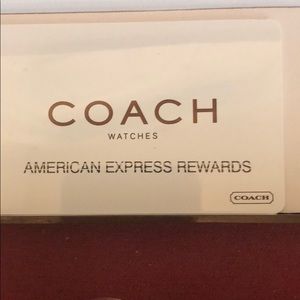 COACH
WATCHES
AMERICAN EXPRESS REWARDS
COACH